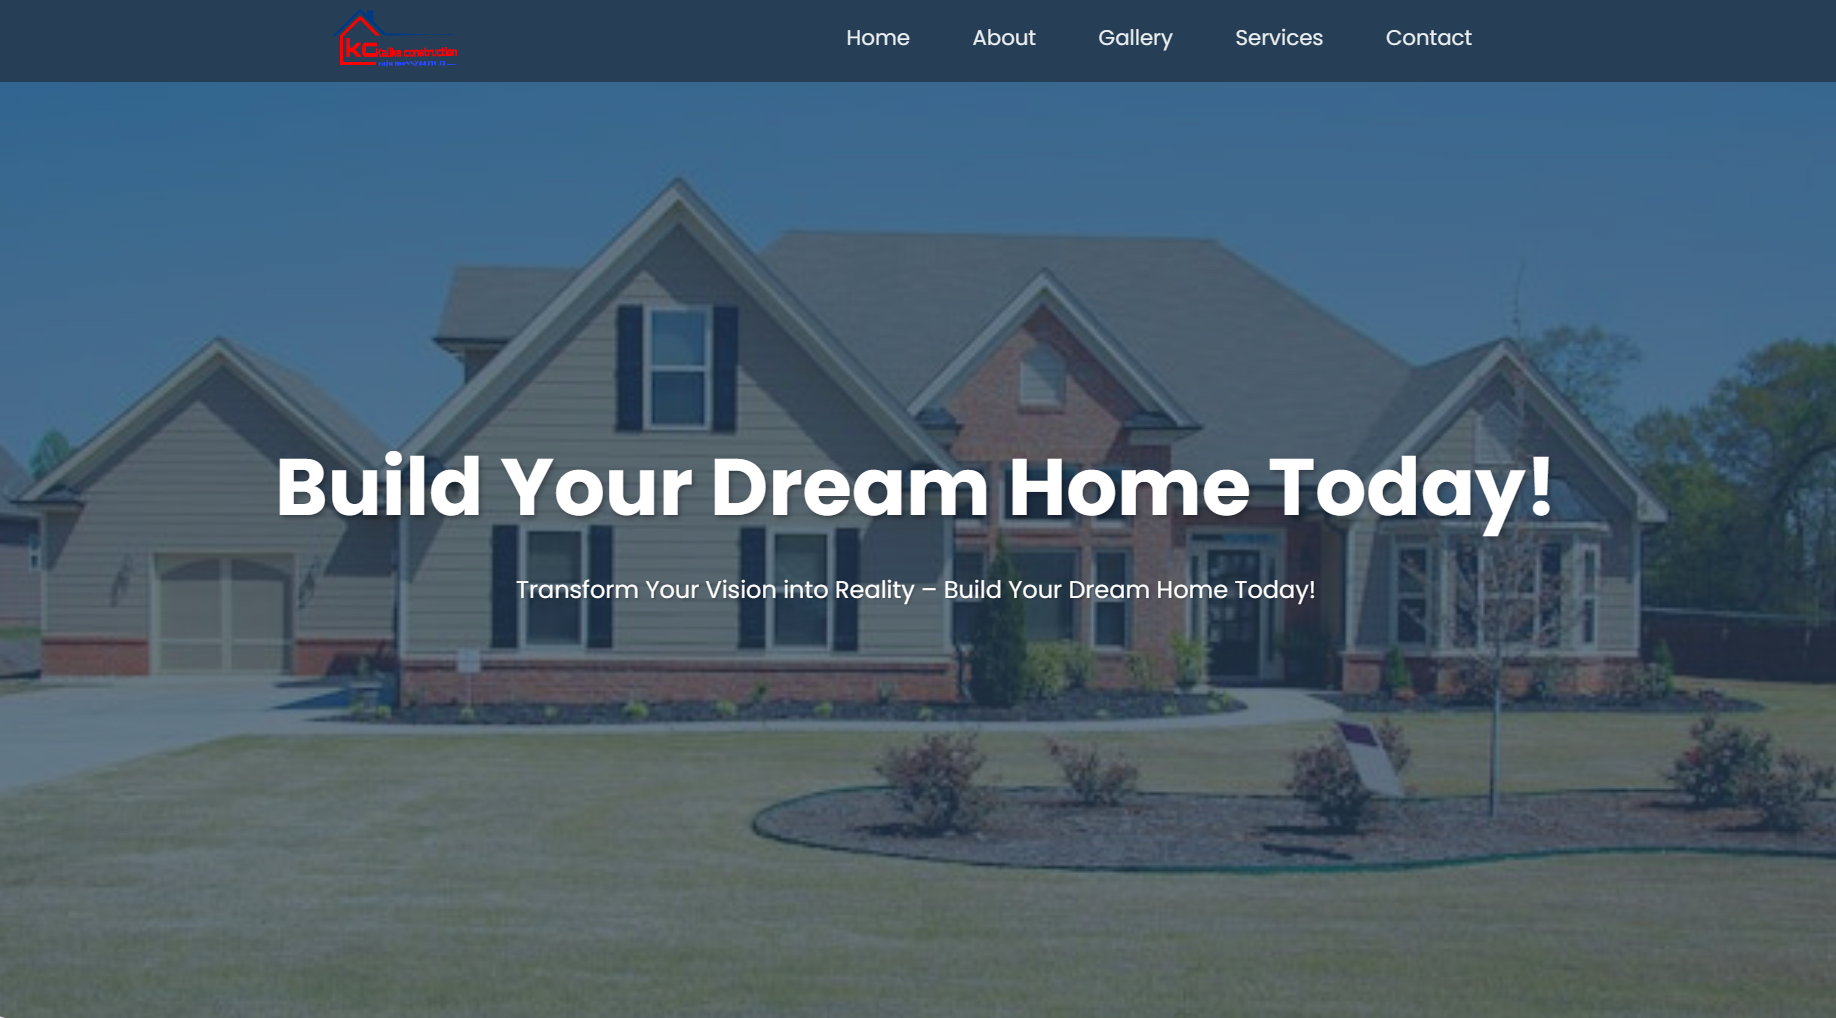 KC
Kalika construction
Home
About
Gallery
Services
Contact
Build Your Dream Home Today!
Transform Your Vision into Reality – Build Your Dream Home Today!